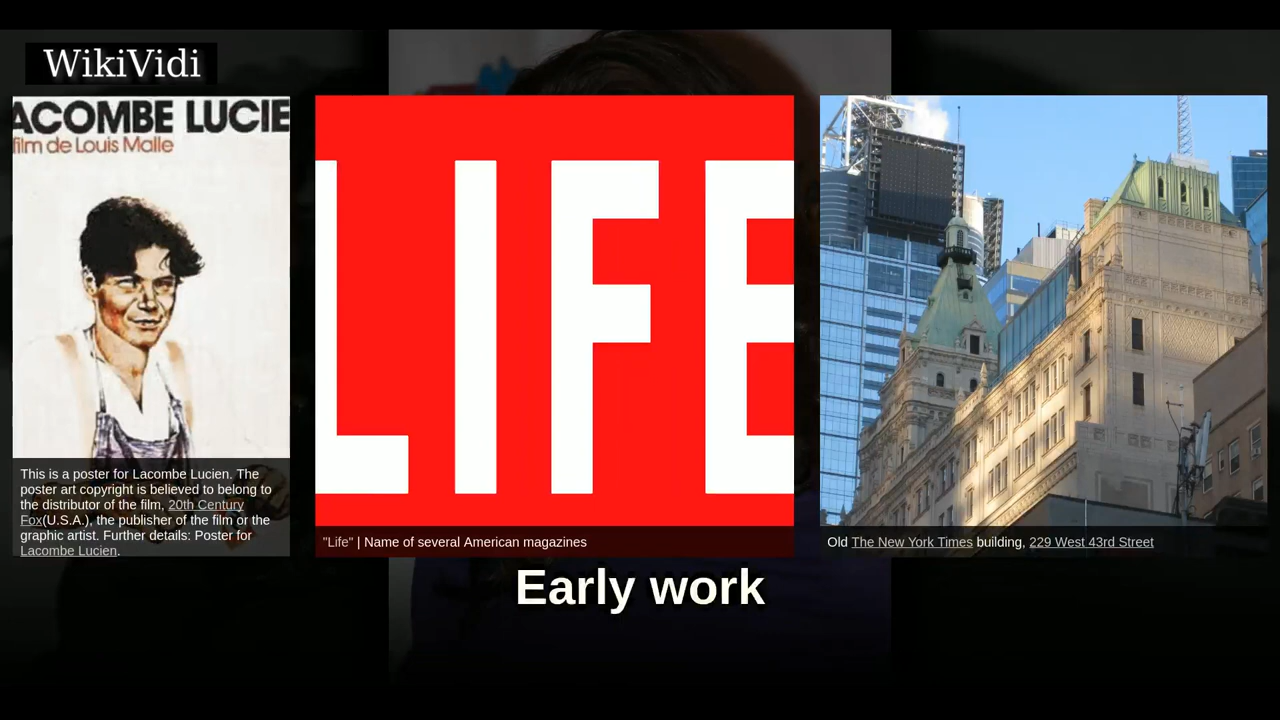 WikiVidi
ACOMBE LUCIE
film de Louis Malle
This is a poster for Lacombe Lucien. The
poster art copyright is believed to belong to
the distributor of the film, 20th Century
Fox(U.S.A.), the publisher of the film or the
graphic artist. Further details: Poster for
Lacombe Lucien.
LIFE
"Life" | Name of several American magazines
Old The New York Times building, 229 West 43rd Street
Early work